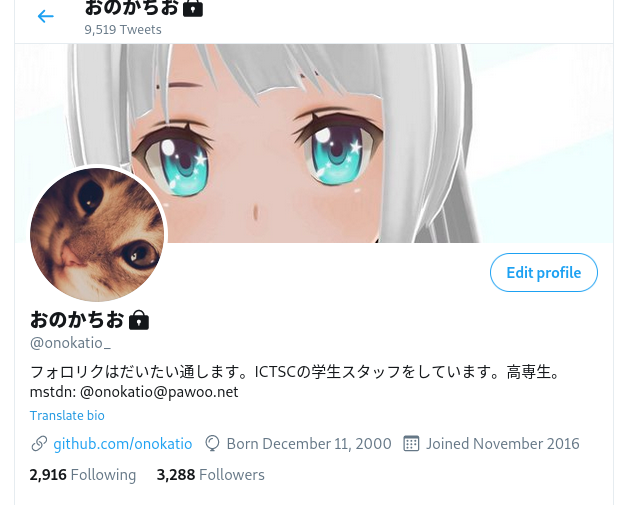 おのかちお🔒
9,519 Tweets
Edit profile
おのかちお🔒
@onokatio_
フォロリクはだいたい通します。ICTSCの学生スタッフをしています。高専生。
mstdn: @onokatio@pawoo.net
Translate bio
github.com/onokatio Born December 11, 2000 Joined November 2016
2,916 Following 3,288 Followers